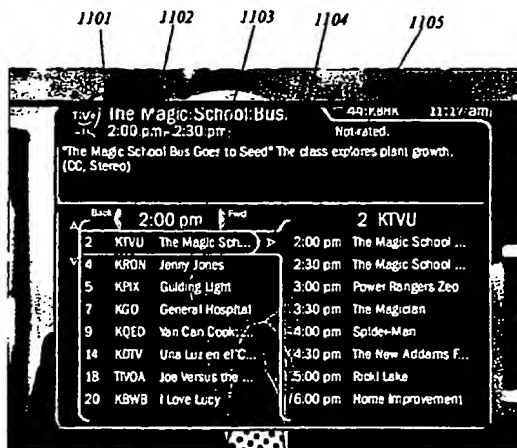 1101 1102 1103 1104 1105
TiVo The Magic School Bus. 44:KBHK 11:17 am
2:00 p.m-2:30 pm: Not rated.
"The Magic School Bus Goes to Seed" The class explores plant growth.
(CC, Stereo)
Back 2:00 pm Fwd 2 KTVU
2 KTVU The Magic Sch... 2:00 pm The Magic School ...
2:30 pm The Magic School ...
4 KRON Jenny Jones
5 KPIX Guiding Light 3:00 pm Power Rangers Zeo
7 KGO General Hospital 3:30 pm The Magician
9 KQED Yan Can Cook: 4:00 pm Spider-Man
14 KDTV Una Luz en el C... 4:30 pm The New Addams F...
18 TIVOA Joe Versus the ... 5:00 pm Ricki Lake
20 KBWB I Love Lucy 6:00 pm Home Improvement